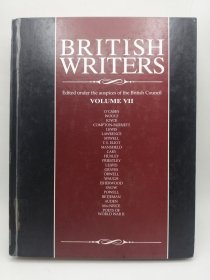 BRITISH
WRITERS
Edited under the auspices of the British Council
VOLUME VII
O'CASEY
WOOLF
JOYCE
COMPTON-BURNETT
LEWIS
LAWRENCE
SITWELL
T. S. ELIOT
MANSFIELD
CARY
HUXLEY
PRIESTLEY
LEWIS
GRAVES
ORWELL
WAUGH
ISHERWOOD
SNOW
POWELL
BETJEMAN
AUDEN
MacNEICE
POETS OF
WORLD WAR II